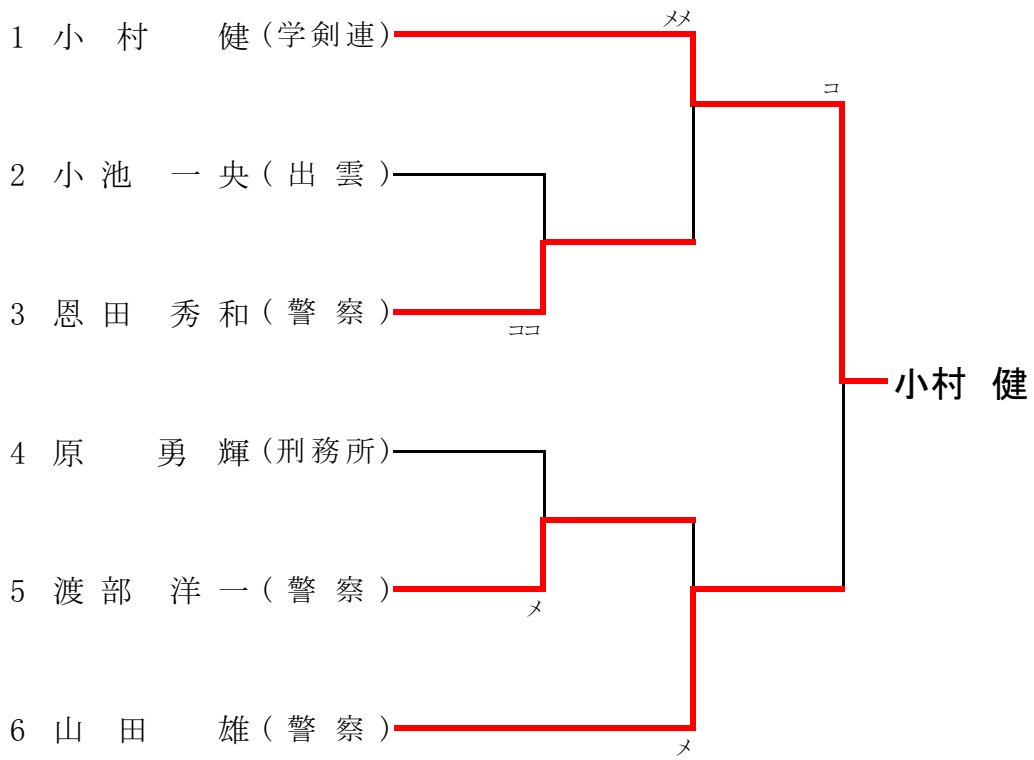 メメ
1 小村 健(学剣連)
コ
2 小池 一央(出雲)
3 恩田 秀和(警察)
ココ
小村 健
4 原 勇輝(刑務所)
5 渡部 洋一(警察)
メ
6 山田 雄(警察)
メ